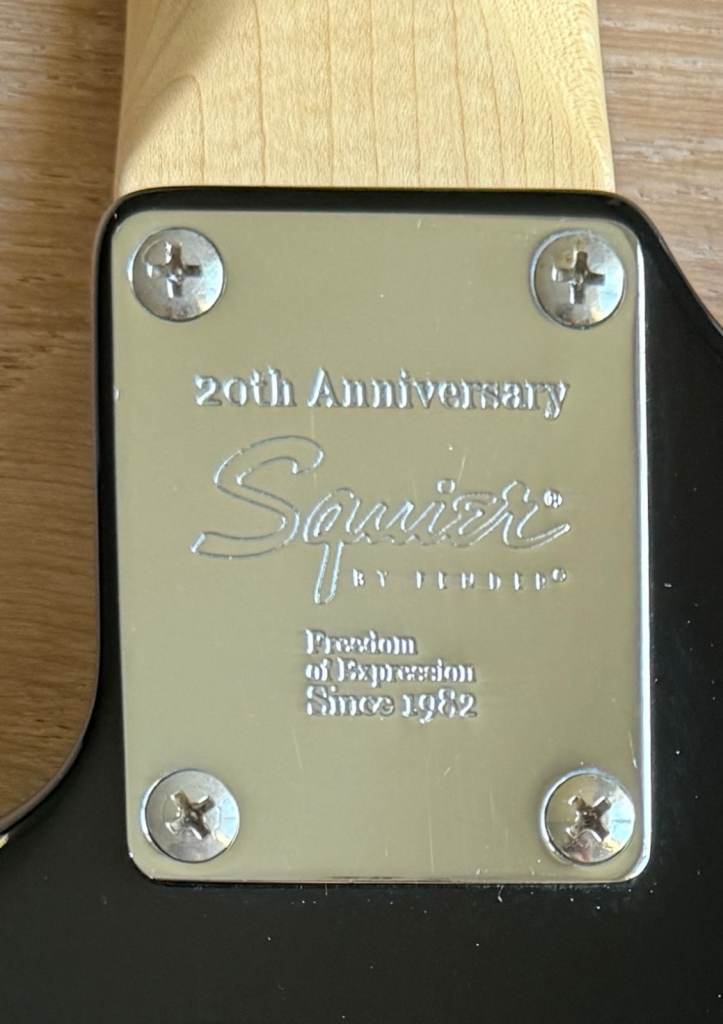 20th Anniversary
Squier®
BY FENDER®
Freedom
of Expression
Since 1982